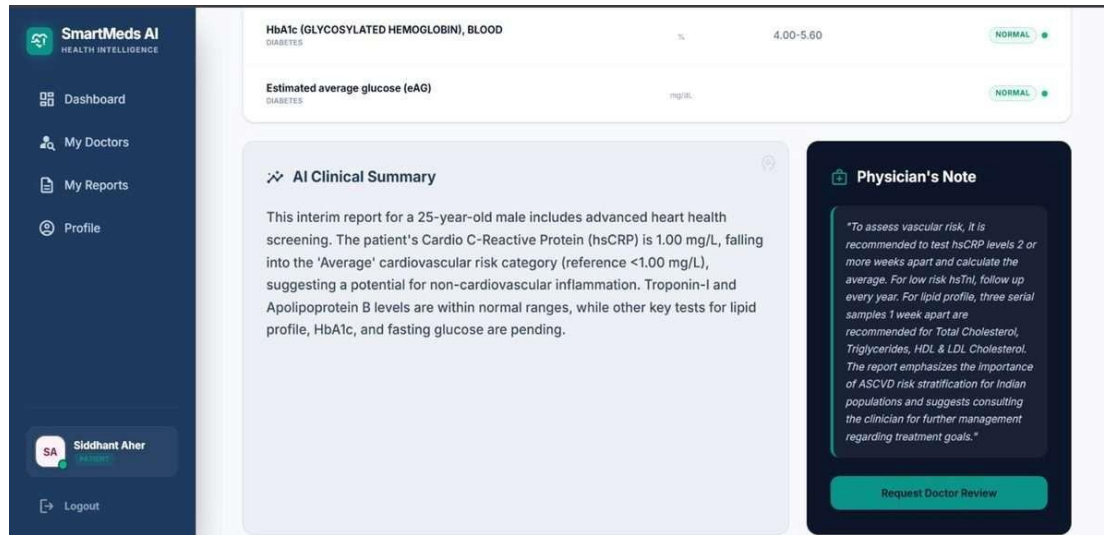 SmartMeds AI
HEALTH INTELLIGENCE
Dashboard
My Doctors
My Reports
Profile
SA
Siddhant Aher
PATIENT
Logout
HbA1c (GLYCOSYLATED HEMOGLOBIN), BLOOD
DIABETES
%
4.00-5.60
NORMAL
Estimated average glucose (eAG)
DIABETES
mg/dL
NORMAL
AI Clinical Summary
This interim report for a 25-year-old male includes advanced heart health
screening. The patient's Cardio C-Reactive Protein (hsCRP) is 1.00 mg/L, falling
into the 'Average' cardiovascular risk category (reference <1.00 mg/L),
suggesting a potential for non-cardiovascular inflammation. Troponin-I and
Apolipoprotein B levels are within normal ranges, while other key tests for lipid
profile, HbA1c, and fasting glucose are pending.
Physician's Note
"To assess vascular risk, it is
recommended to test hsCRP levels 2 or
more weeks apart and calculate the
average. For low risk hsTnI, follow up
every year. For lipid profile, three serial
samples 1 week apart are
recommended for Total Cholesterol,
Triglycerides, HDL & LDL Cholesterol.
The report emphasizes the importance
of ASCVD risk stratification for Indian
populations and suggests consulting
the clinician for further management
regarding treatment goals."
Request Doctor Review